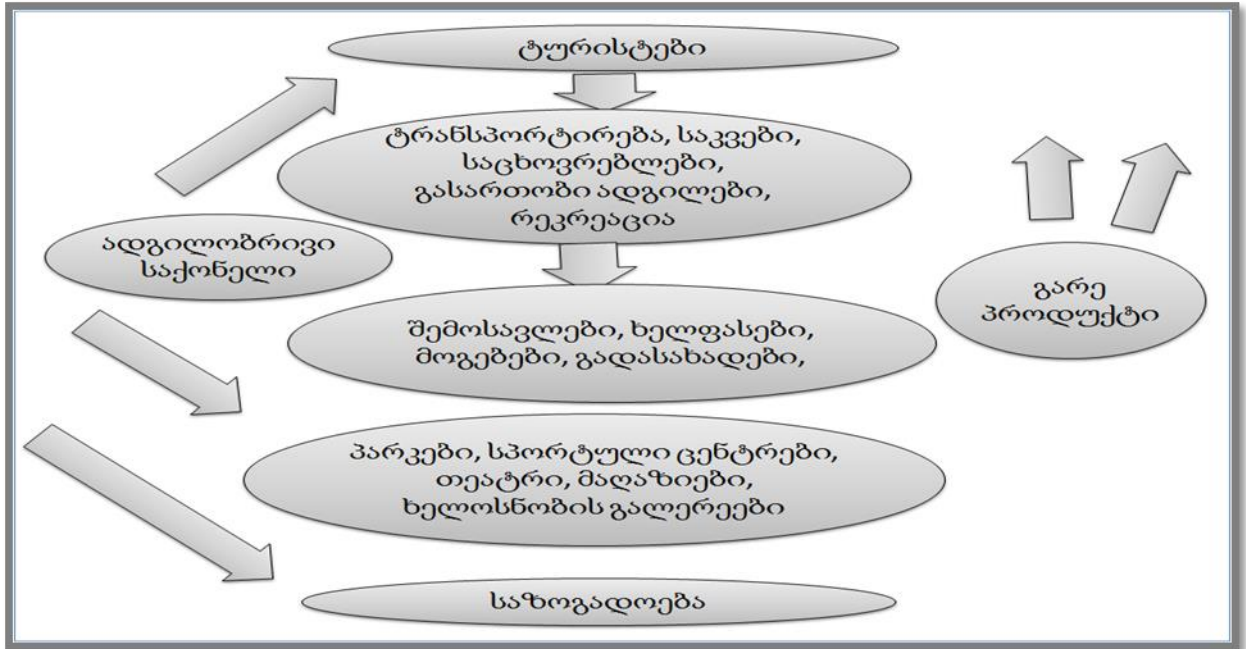 ტურისტები
ტრანსპორტირება, საკვები,
საცხოვრებლები,
გასართობი ადგილები,
რეკრეაცია
ადგილობრივი
საქონელი
გარე
პროდუქტი
შემოსავლები, ხელფასები,
მოგებები, გადასახადები,
პარკები, სპორტული ცენტრები,
თეატრი, მაღაზიები,
ხელოსნობის გალერეები
საზოგადოება